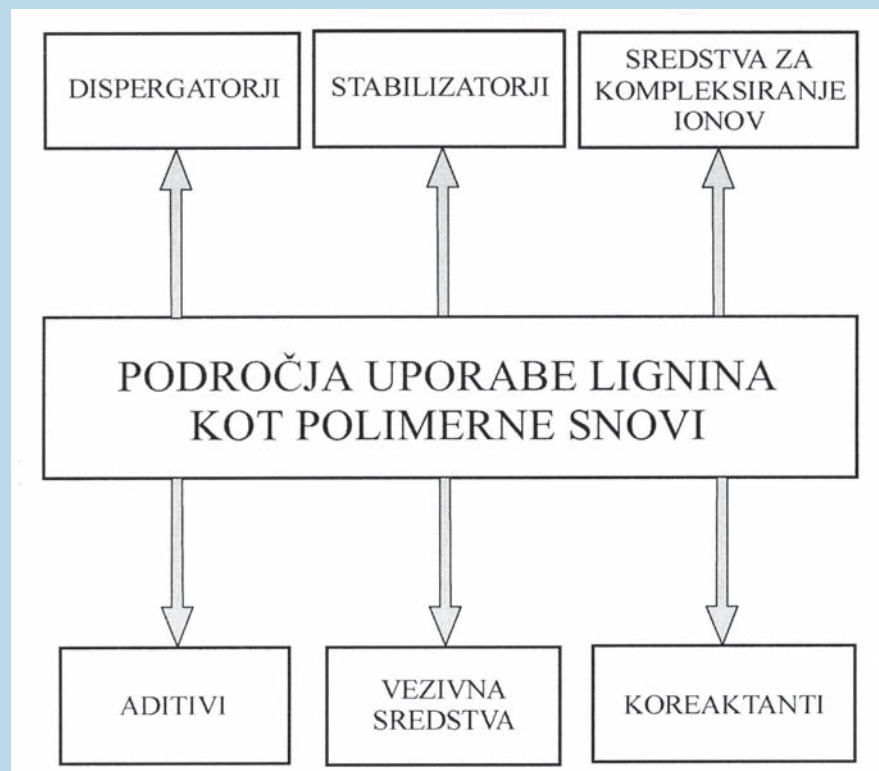 DISPERGATORJI
STABILIZATORJI
SREDSTVA ZA
KOMPLEKSIRANJE
IONOV
PODROČJA UPORABE LIGNINA
KOT POLIMERNE SNOVI
ADITIVI
VEZIVNA
SREDSTVA
KOREAKTANTI